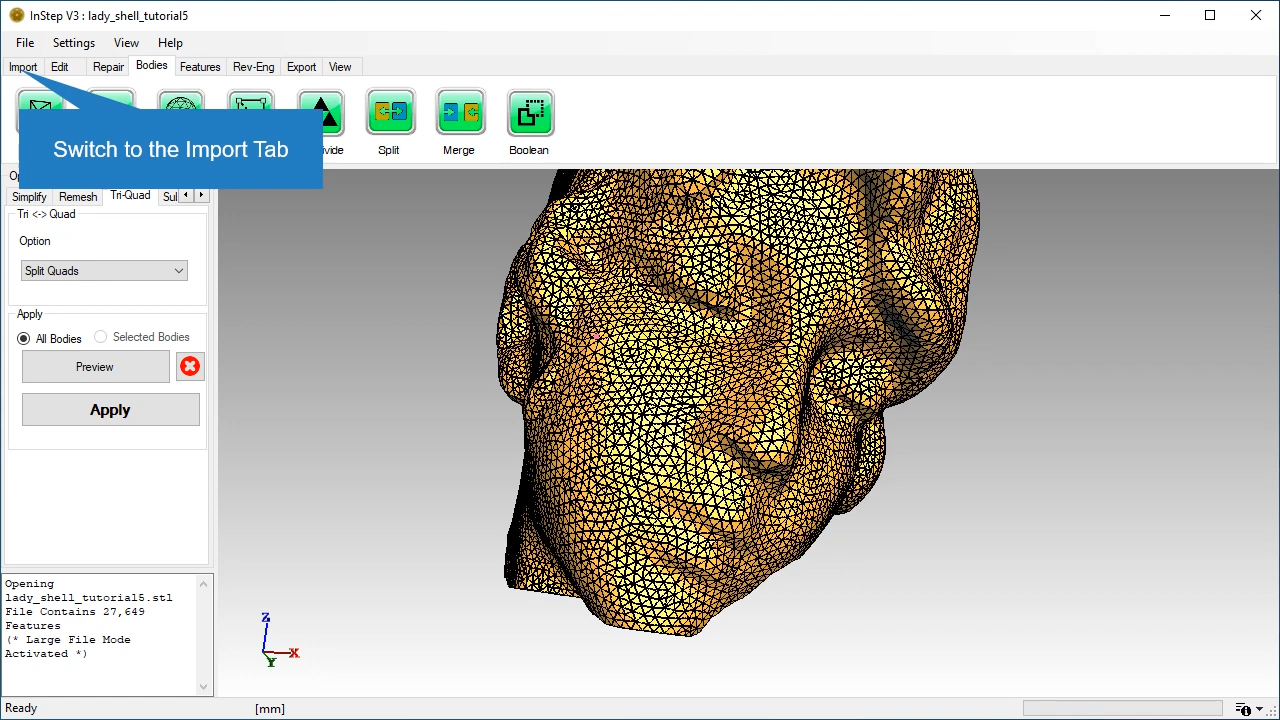 InStep V3 : lady_shell_tutorial5
File Settings View Help
Import Edit Repair Bodies Features Rev-Eng Export View
Switch to the Import Tab
Split Merge Boolean
Simplify Remesh Tri-Quad
Tri <-> Quad
Option
Split Quads
Apply
All Bodies Selected Bodies
Preview
Apply
Opening
lady_shell_tutorial5.stl
File Contains 27,649
Features
(* Large File Mode
Activated *)
Z
X
Y
Ready [mm]